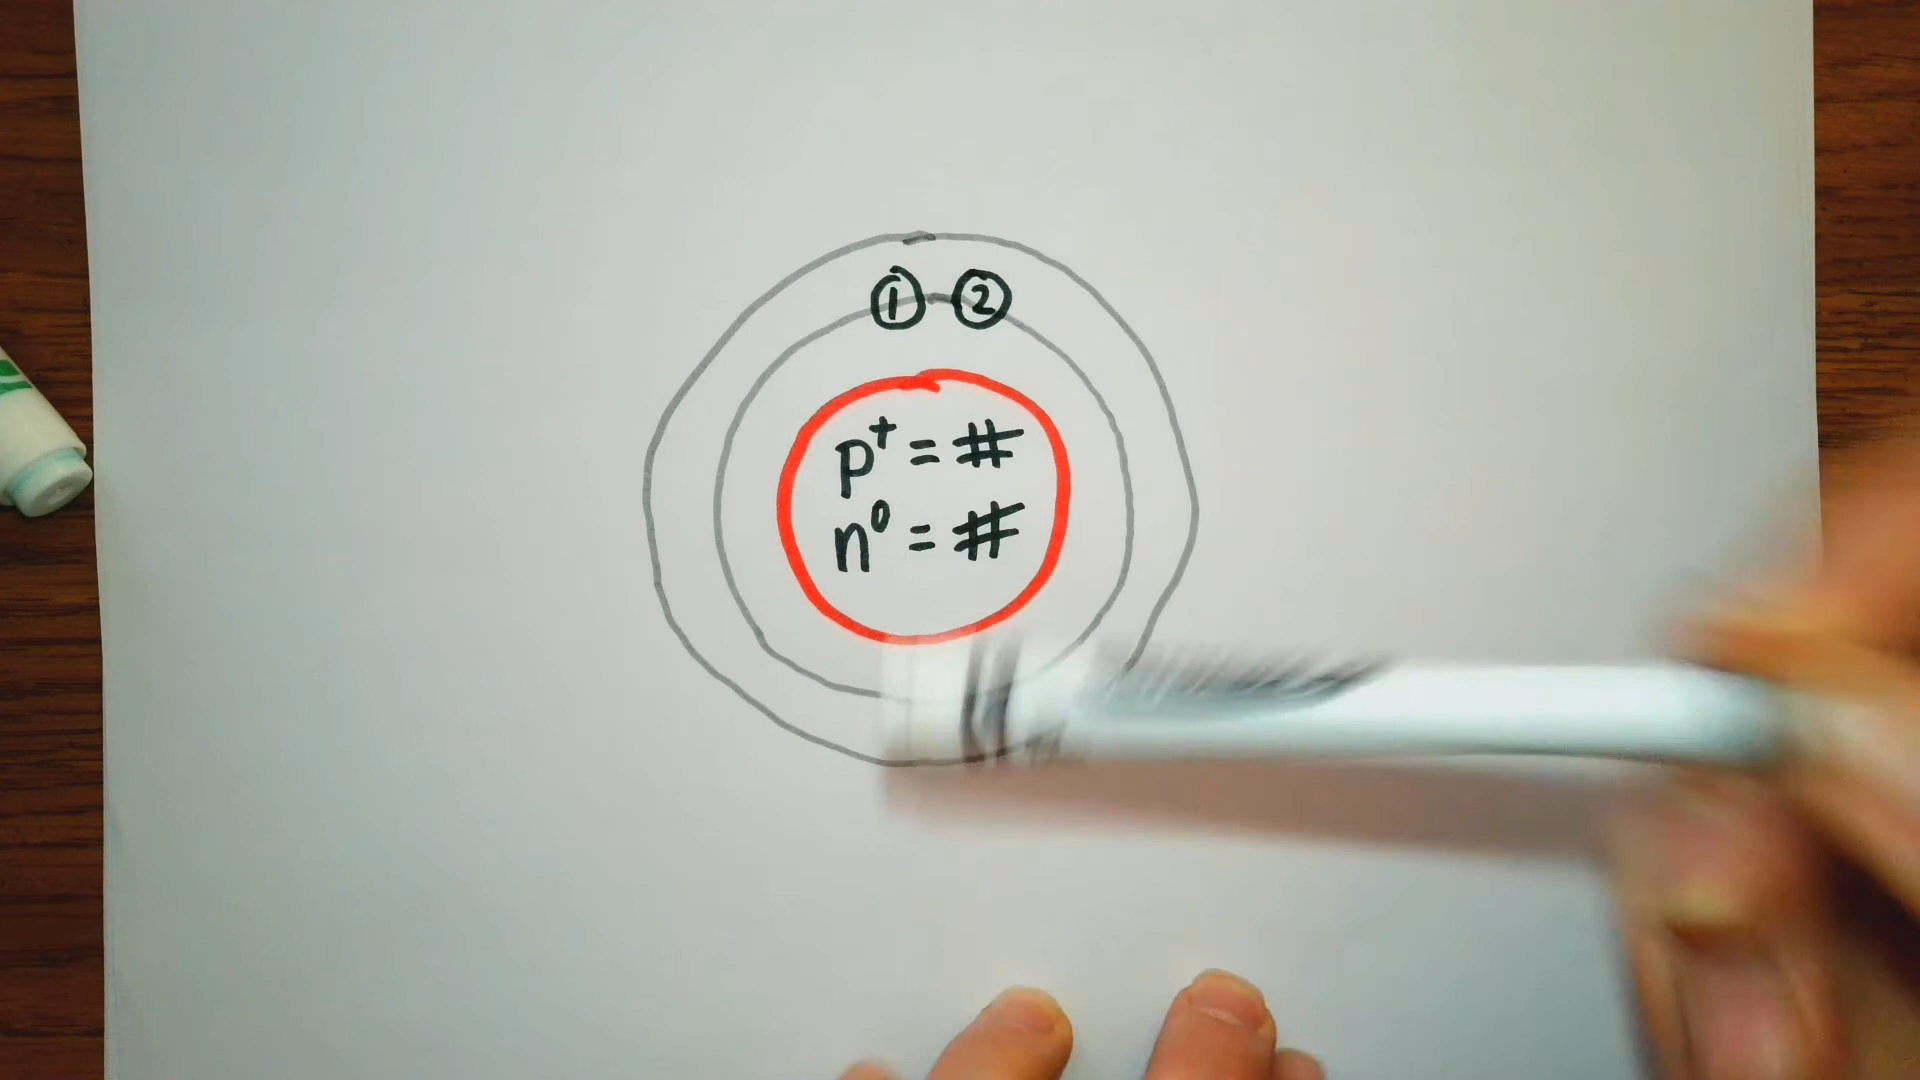 ① ②
p⁺ = #
n⁰ = #